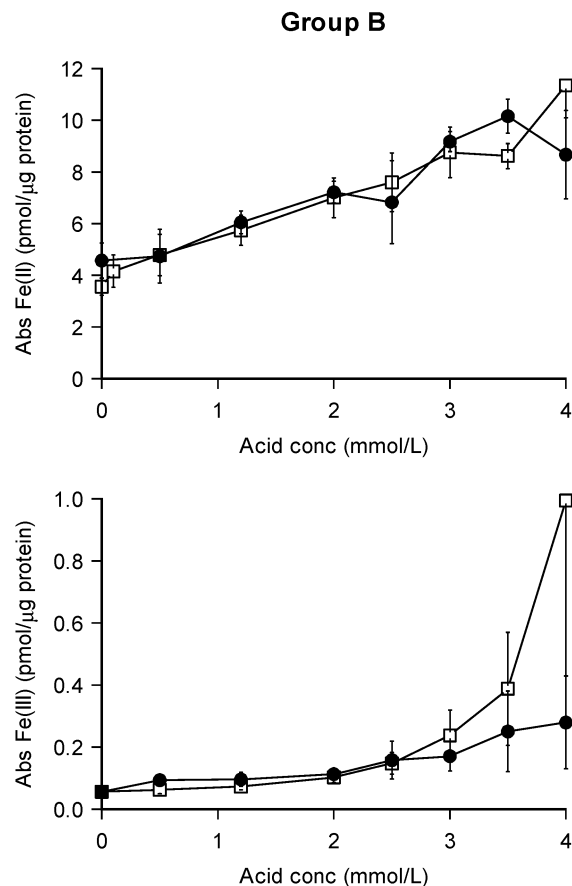 Group B
12
10
8
6
4
2
0
Abs Fe(II) (pmol/μg protein)
0 1 2 3 4
Acid conc (mmol/L)
1.0
0.8
0.6
0.4
0.2
0.0
Abs Fe(III) (pmol/μg protein)
0 1 2 3 4
Acid conc (mmol/L)